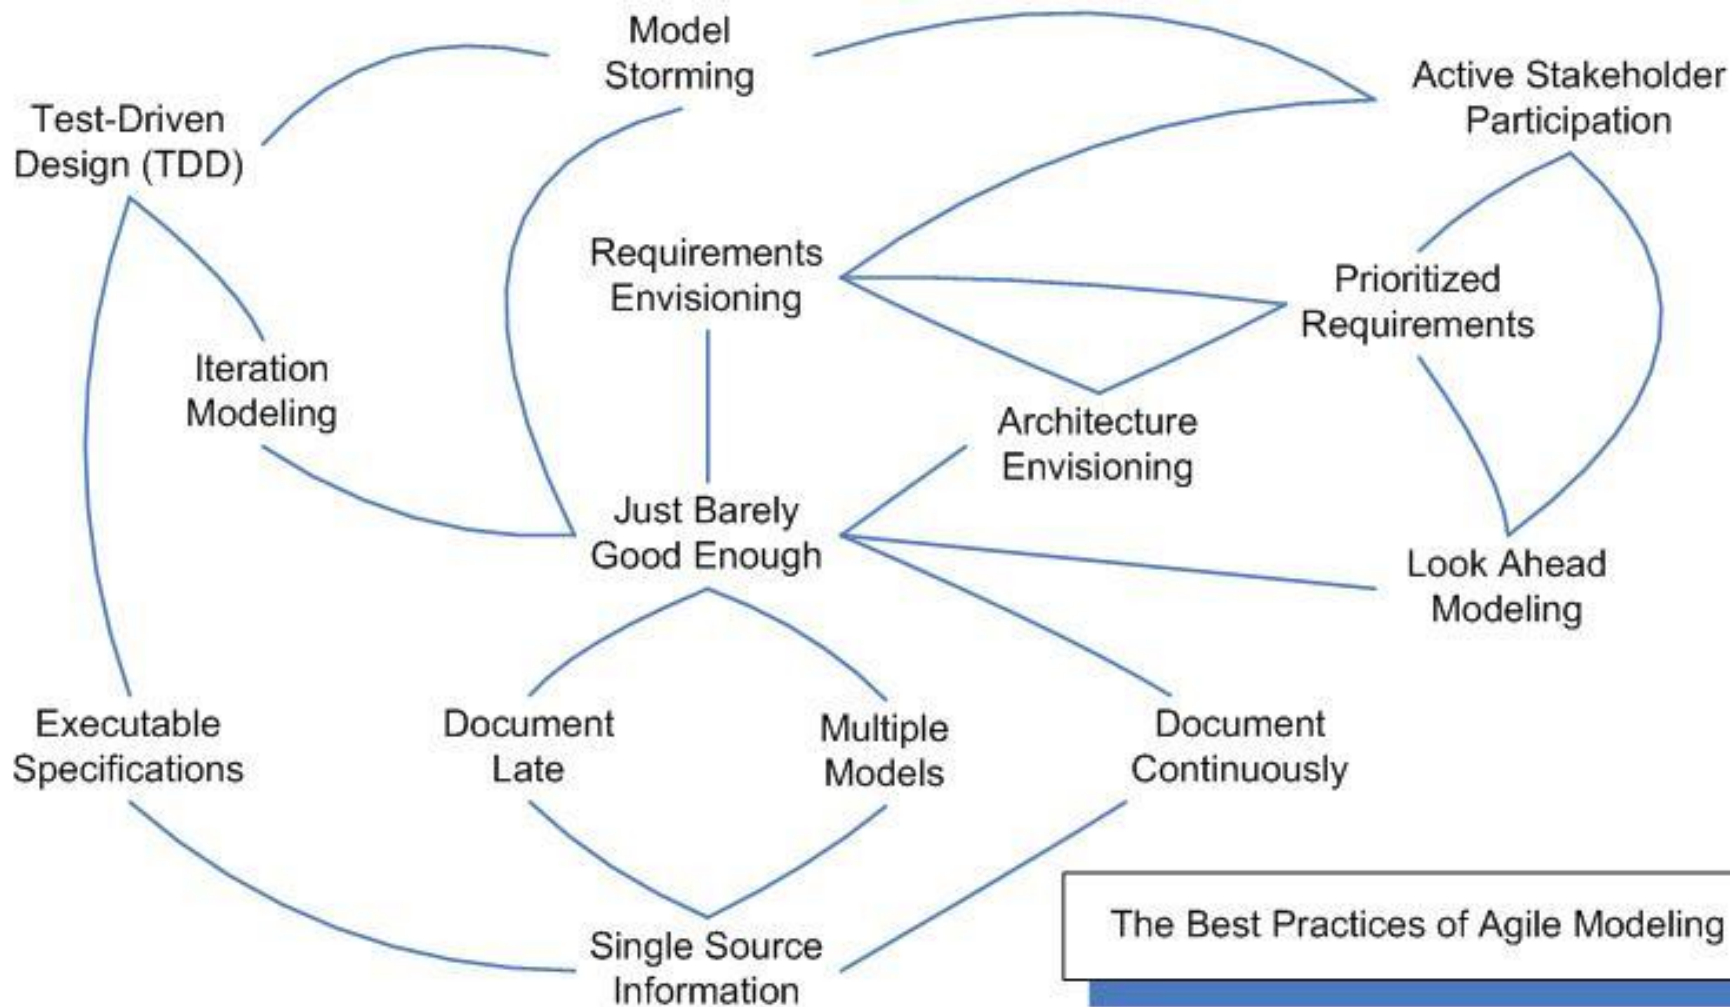 Model
Storming
Active Stakeholder
Participation
Test-Driven
Design (TDD)
Requirements
Envisioning
Prioritized
Requirements
Iteration
Modeling
Architecture
Envisioning
Just Barely
Good Enough
Look Ahead
Modeling
Executable
Specifications
Document
Late
Multiple
Models
Document
Continuously
The Best Practices of Agile Modeling
Single Source
Information